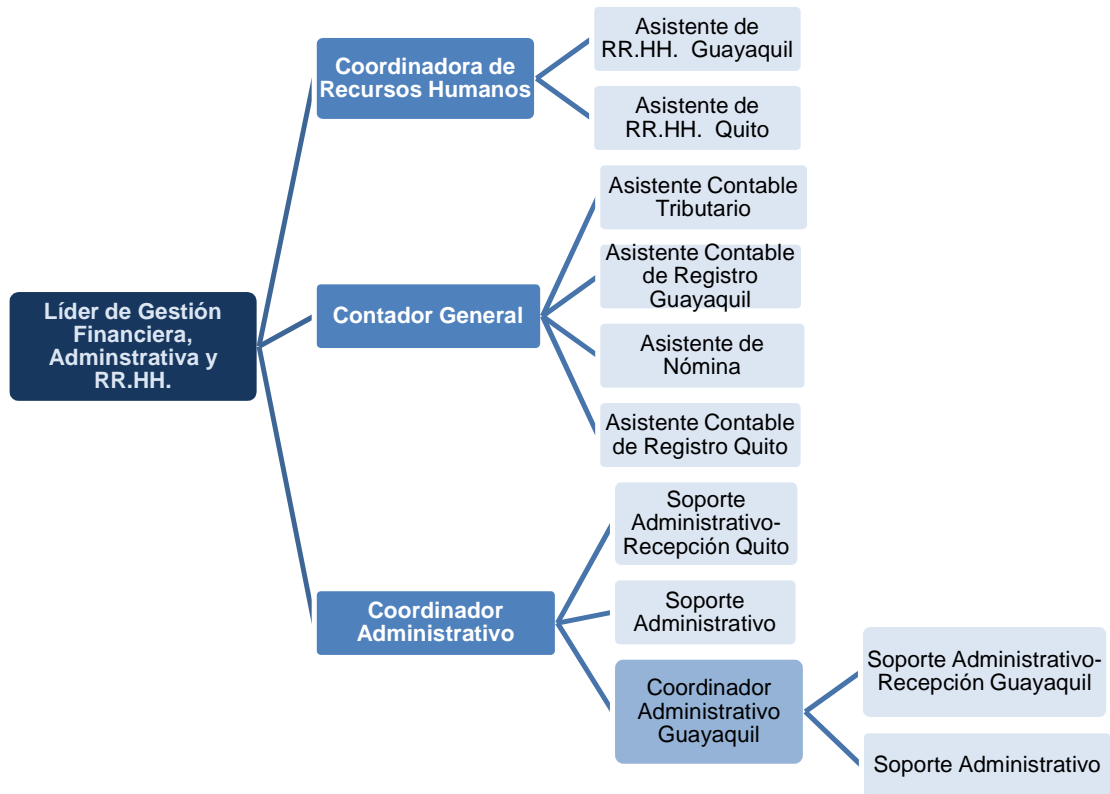 Líder de Gestión
Financiera,
Adminstrativa y
RR.HH.
Coordinadora de
Recursos Humanos
Asistente de
RR.HH.  Guayaquil
Asistente de
RR.HH.  Quito
Contador General
Asistente Contable
Tributario
Asistente Contable
de Registro
Guayaquil
Asistente de
Nómina
Asistente Contable
de Registro Quito
Coordinador
Administrativo
Soporte
Administrativo-
Recepción Quito
Soporte
Administrativo
Coordinador
Administrativo
Guayaquil
Soporte Administrativo-
Recepción Guayaquil
Soporte Administrativo